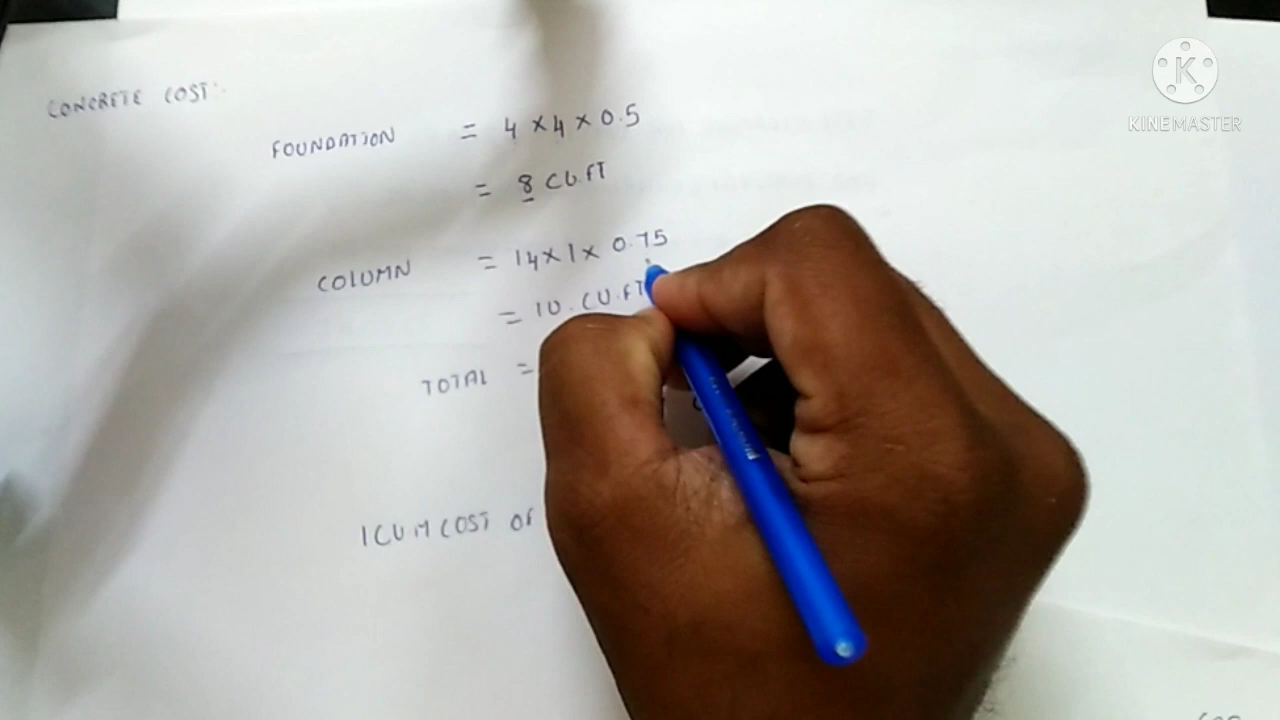 CONCRETE COST:-
FOUNDATION = 4 × 4 × 0.5
= 8 CU.FT
COLUMN = 14 × 1 × 0.75
= 10. CU.FT
TOTAL =
1 CUM COST OF
K
KINEMASTER